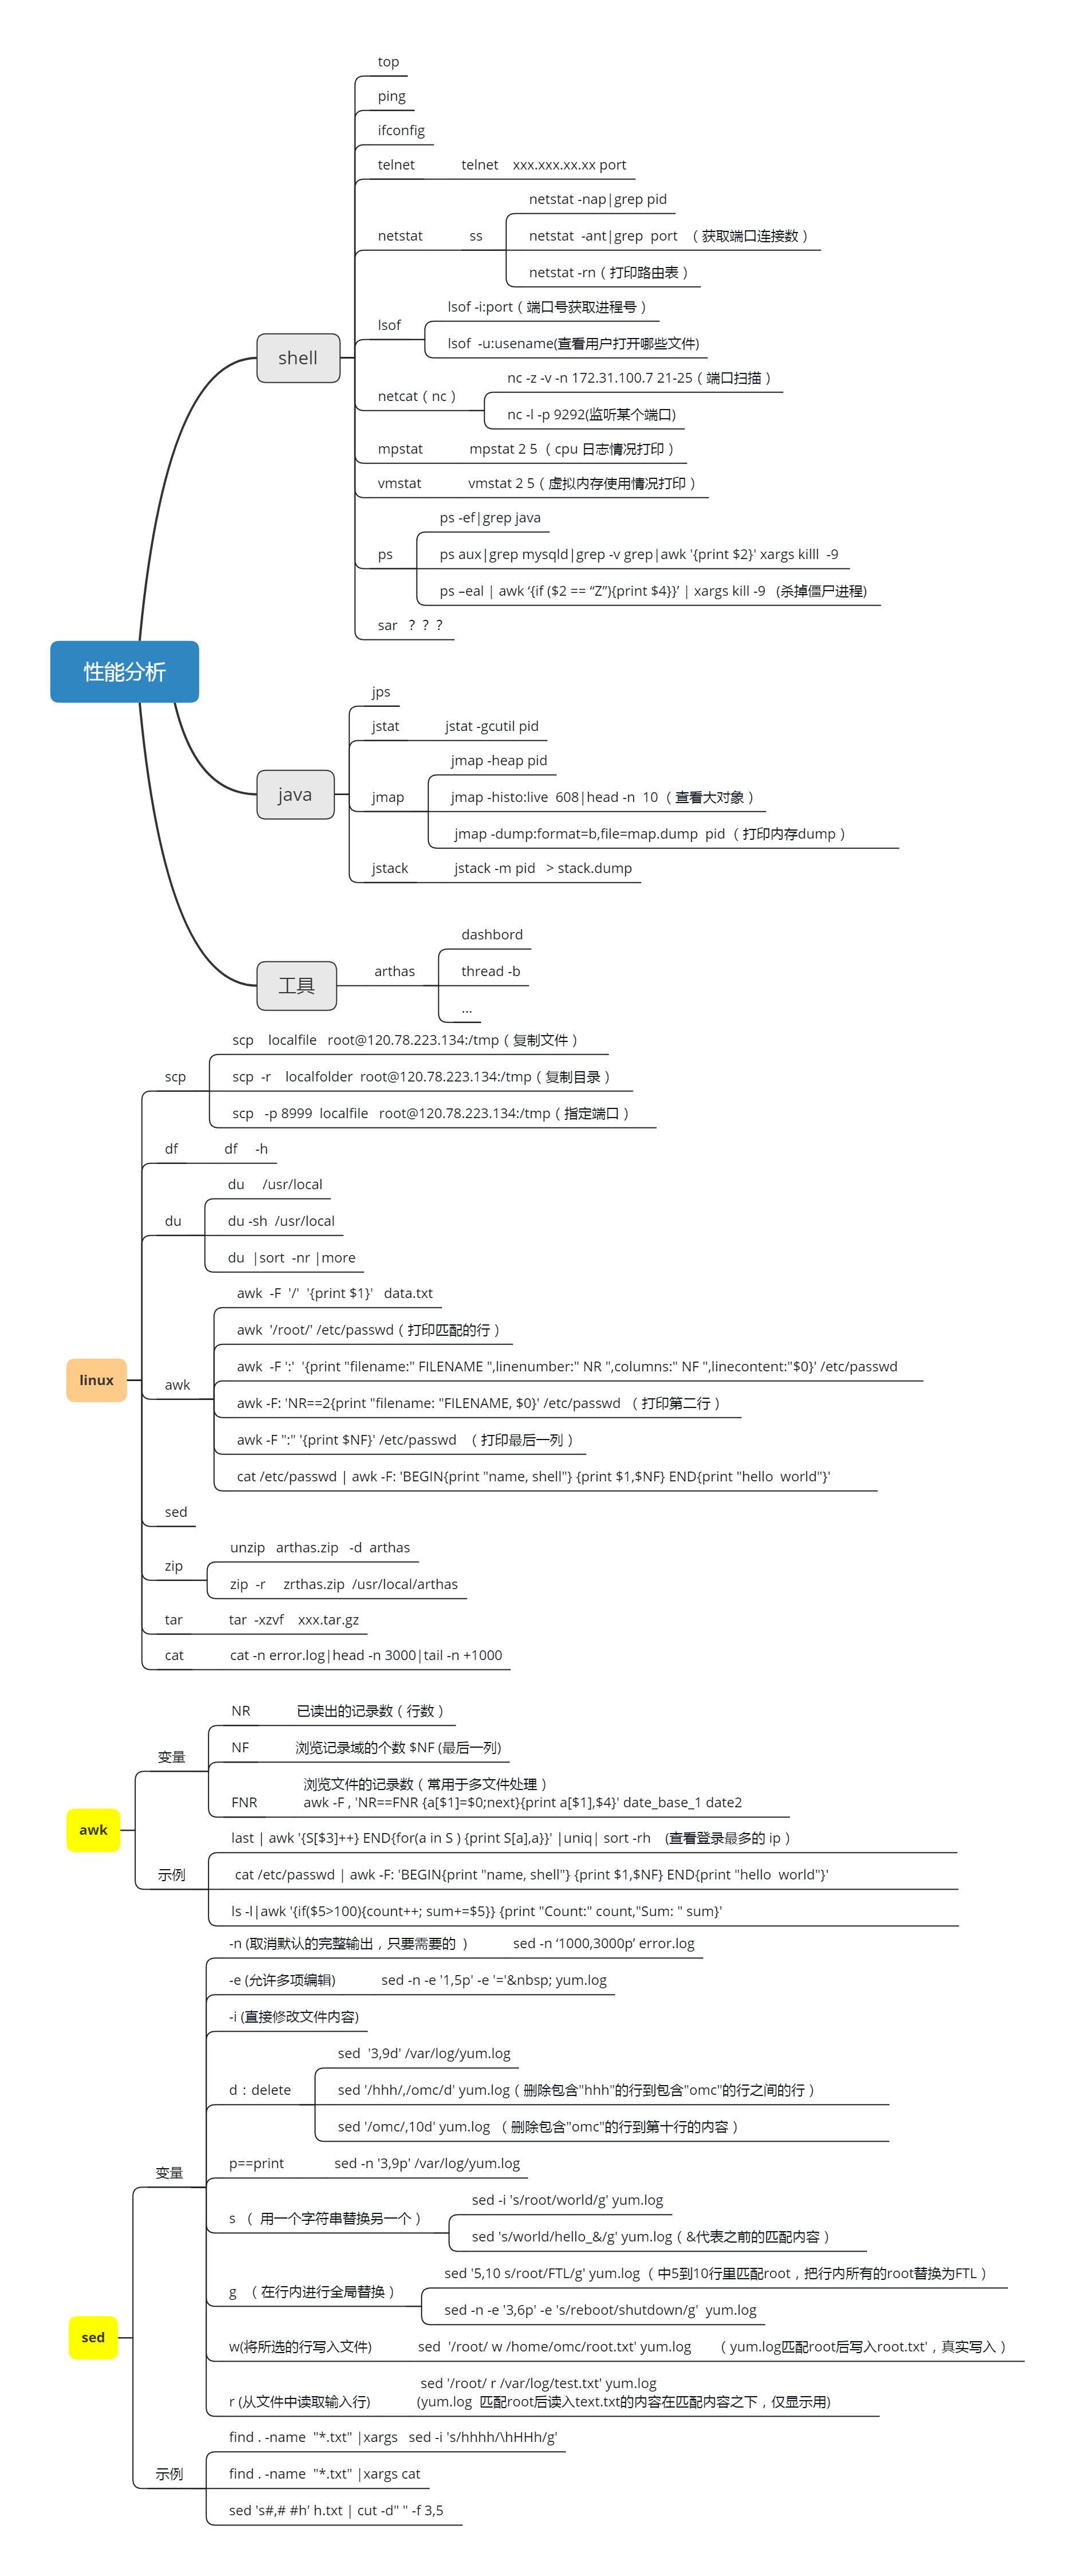 top
ping
ifconfig
telnet telnet xxx.xxx.xx.xx port
netstat -nap|grep pid
netstat ss netstat -ant|grep port （获取端口连接数）
netstat -rn（打印路由表）
lsof -i:port（端口号获取进程号）
lsof
lsof -u:usename(查看用户打开哪些文件)
shell
nc -z -v -n 172.31.100.7 21-25（端口扫描）
netcat（nc）
nc -l -p 9292(监听某个端口)
mpstat mpstat 2 5 （cpu 日志情况打印）
vmstat vmstat 2 5（虚拟内存使用情况打印）
ps -ef|grep java
ps ps aux|grep mysqld|grep -v grep|awk '{print $2}' xargs killl -9
ps –eal | awk ‘{if ($2 == “Z”){print $4}}’ | xargs kill -9 (杀掉僵尸进程)
sar ？？？
性能分析
jps
jstat jstat -gcutil pid
jmap -heap pid
java
jmap jmap -histo:live 608|head -n 10 （查看大对象）
jmap -dump:format=b,file=map.dump pid （打印内存dump）
jstack jstack -m pid > stack.dump
dashbord
工具 arthas thread -b
...
scp localfile root@120.78.223.134:/tmp（复制文件）
scp scp -r localfolder root@120.78.223.134:/tmp（复制目录）
scp -p 8999 localfile root@120.78.223.134:/tmp（指定端口）
df df -h
du /usr/local
du du -sh /usr/local
du |sort -nr |more
awk -F '/' '{print $1}' data.txt
awk '/root/' /etc/passwd（打印匹配的行）
awk -F ':' '{print "filename:" FILENAME ",linenumber:" NR ",columns:" NF ",linecontent:"$0}' /etc/passwd
linux
awk
awk -F: 'NR==2{print "filename: "FILENAME, $0}' /etc/passwd （打印第二行）
awk -F ":" '{print $NF}' /etc/passwd （打印最后一列）
cat /etc/passwd | awk -F: 'BEGIN{print "name, shell"} {print $1,$NF} END{print "hello world"}'
sed
unzip arthas.zip -d arthas
zip
zip -r zrthas.zip /usr/local/arthas
tar tar -xzvf xxx.tar.gz
cat cat -n error.log|head -n 3000|tail -n +1000
NR 已读出的记录数（行数）
NF 浏览记录域的个数 $NF (最后一列)
变量
浏览文件的记录数（常用于多文件处理）
FNR awk -F , 'NR==FNR {a[$1]=$0;next}{print a[$1],$4}' date_base_1 date2
awk
last | awk '{S[$3]++} END{for(a in S ) {print S[a],a}}' |uniq| sort -rh (查看登录最多的 ip）
示例 cat /etc/passwd | awk -F: 'BEGIN{print "name, shell"} {print $1,$NF} END{print "hello world"}'
ls -l|awk '{if($5>100){count++; sum+=$5}} {print "Count:" count,"Sum: " sum}'
-n (取消默认的完整输出，只要需要的 ) sed -n ‘1000,3000p’ error.log
-e (允许多项编辑) sed -n -e '1,5p' -e '='&nbsp; yum.log
-i (直接修改文件内容)
sed '3,9d' /var/log/yum.log
d：delete sed '/hhh/,/omc/d' yum.log（删除包含"hhh"的行到包含"omc"的行之间的行）
sed '/omc/,10d' yum.log （删除包含"omc"的行到第十行的内容）
p==print sed -n '3,9p' /var/log/yum.log
变量
sed -i 's/root/world/g' yum.log
s （ 用一个字符串替换另一个）
sed 's/world/hello_&/g' yum.log（&代表之前的匹配内容）
sed '5,10 s/root/FTL/g' yum.log （中5到10行里匹配root，把行内所有的root替换为FTL）
g （在行内进行全局替换）
sed -n -e '3,6p' -e 's/reboot/shutdown/g' yum.log
sed
w(将所选的行写入文件) sed '/root/ w /home/omc/root.txt' yum.log （yum.log匹配root后写入root.txt'，真实写入）
sed '/root/ r /var/log/test.txt' yum.log
r (从文件中读取输入行) (yum.log 匹配root后读入text.txt的内容在匹配内容之下，仅显示用)
find . -name "*.txt" |xargs sed -i 's/hhhh/\hHHh/g'
示例 find . -name "*.txt" |xargs cat
sed 's#,# #h' h.txt | cut -d" " -f 3,5